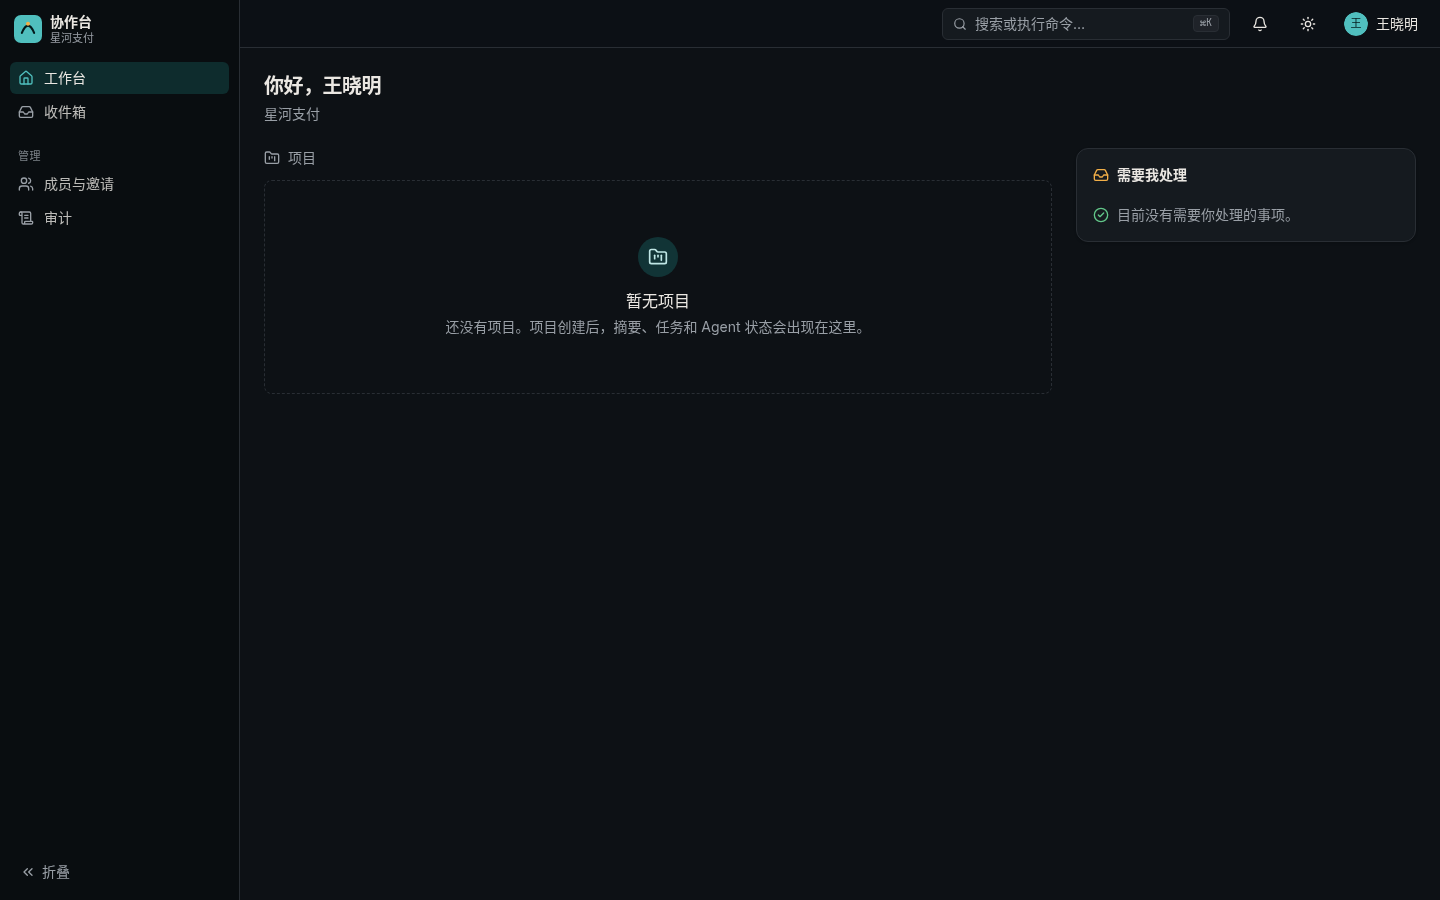 协作台
星河支付
工作台
收件箱
管理
成员与邀请
审计
折叠
搜索或执行命令...
⌘K
王
王晓明
你好，王晓明
星河支付
项目
暂无项目
还没有项目。项目创建后，摘要、任务和 Agent 状态会出现在这里。
需要我处理
目前没有需要你处理的事项。